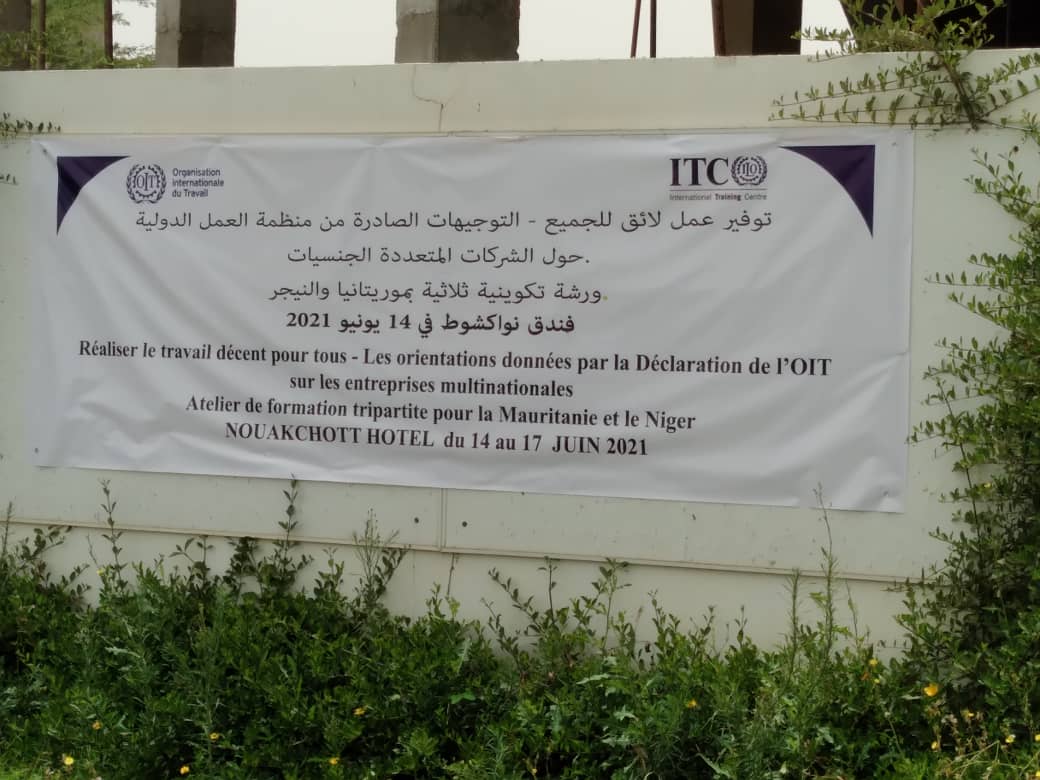 OIT
Organisation
internationale
du Travail
ITC ILO
International Training Centre
توفير عمل لائق للجميع - التوجيهات الصادرة من منظمة العمل الدولية
حول الشركات المتعددة الجنسيات.
ورشة تكوينية ثلاثية بموريتانيا والنيجر.
فندق نواكشوط في 14 يونيو 2021
Réaliser le travail décent pour tous - Les orientations données par la Déclaration de l'OIT
sur les entreprises multinationales
Atelier de formation tripartite pour la Mauritanie et le Niger
NOUAKCHOTT HOTEL du 14 au 17 JUIN 2021